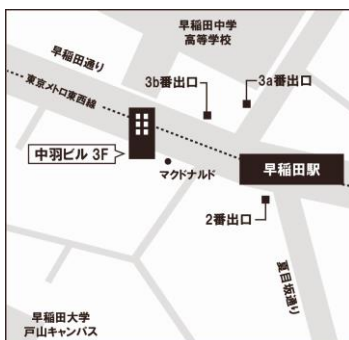 早稲田中学
高等学校
早稲田通り
3b番出口
3a番出口
東京メトロ東西線
中羽ビル 3F
マクドナルド
早稲田駅
2番出口
夏目坂通り
早稲田大学
戸山キャンパス